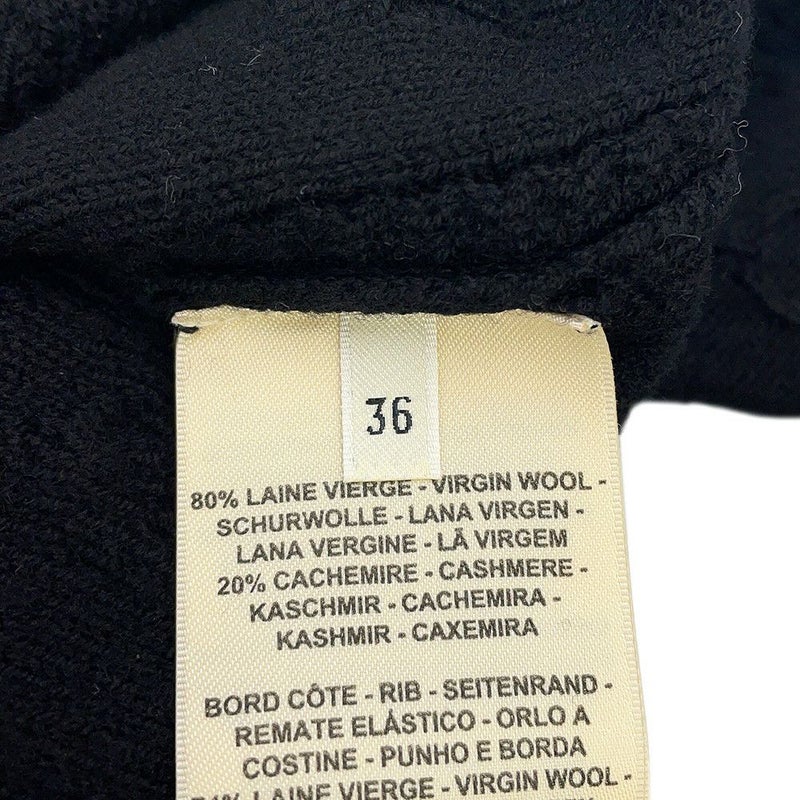 36
80% LAINE VIERGE - VIRGIN WOOL -
SCHURWOLLE - LANA VIRGEN -
LANA VERGINE - LÃ VIRGEM
20% CACHEMIRE - CASHMERE -
KASCHMIR - CACHEMIRA -
KASHMIR - CAXEMIRA
BORD CÔTE - RIB - SEITENRAND -
REMATE ELÁSTICO - ORLO A
COSTINE - PUNHO E BORDA
LAINE VIERGE - VIRGIN WOOL -